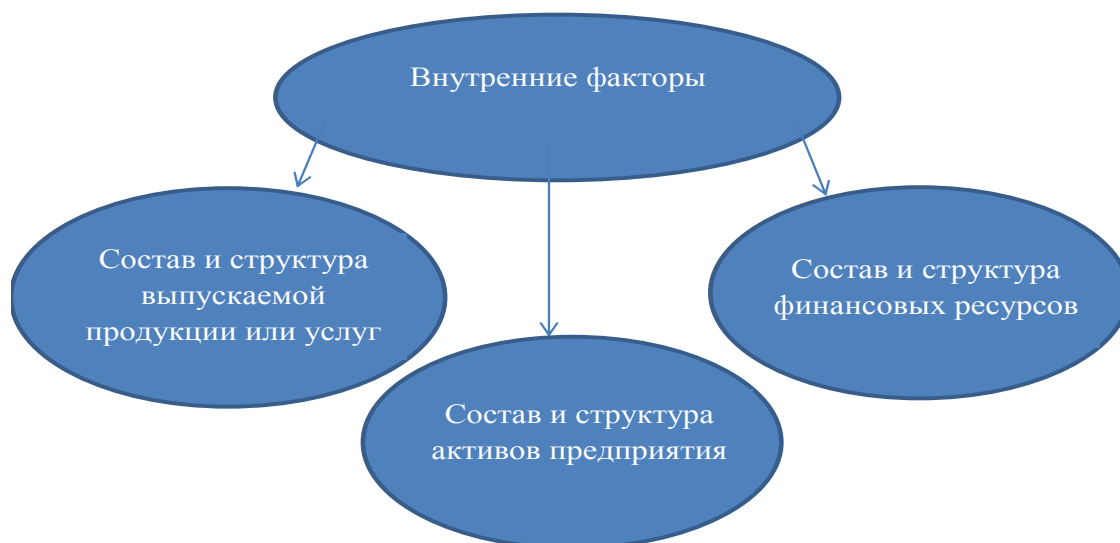 Внутренние факторы
Состав и структура
выпускаемой
продукции или услуг
Состав и структура
финансовых ресурсов
Состав и структура
активов предприятия